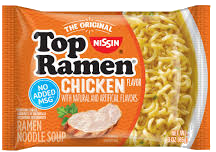 THE ORIGINAL
NISSIN
Top
Ramen
NO
ADDED
MSG
CHICKEN FLAVOR
WITH NATURAL AND ARTIFICIAL FLAVORS
RAMEN
NOODLE SOUP